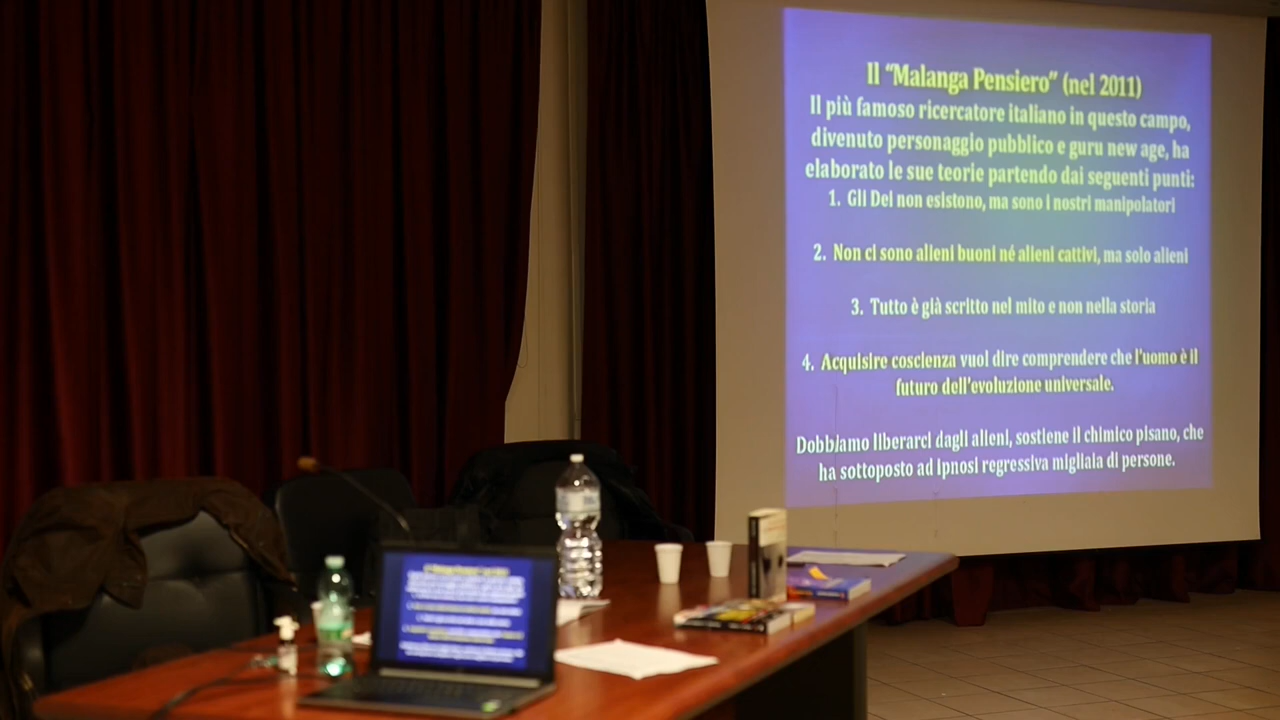 Il “Malanga Pensiero” (nel 2011)
Il più famoso ricercatore italiano in questo campo,
divenuto personaggio pubblico e guru new age, ha
elaborato le sue teorie partendo dai seguenti punti:
1. Gli Dei non esistono, ma sono i nostri manipolatori
2. Non ci sono alieni buoni né alieni cattivi, ma solo alieni
3. Tutto è già scritto nel mito e non nella storia
4. Acquisire coscienza vuol dire comprendere che l'uomo è il
futuro dell'evoluzione universale.
Dobbiamo liberarci dagli alieni, sostiene il chimico pisano, che
ha sottoposto ad ipnosi regressiva migliaia di persone.